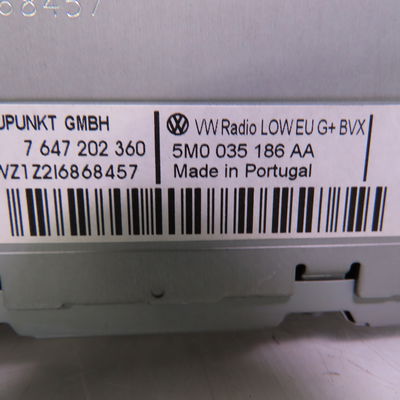 68457
UPUNKT GMBH
7 647 202 360
VZ1Z2I6868457
VW Radio LOW EU G+ BVX
5M0 035 186 AA
Made in Portugal